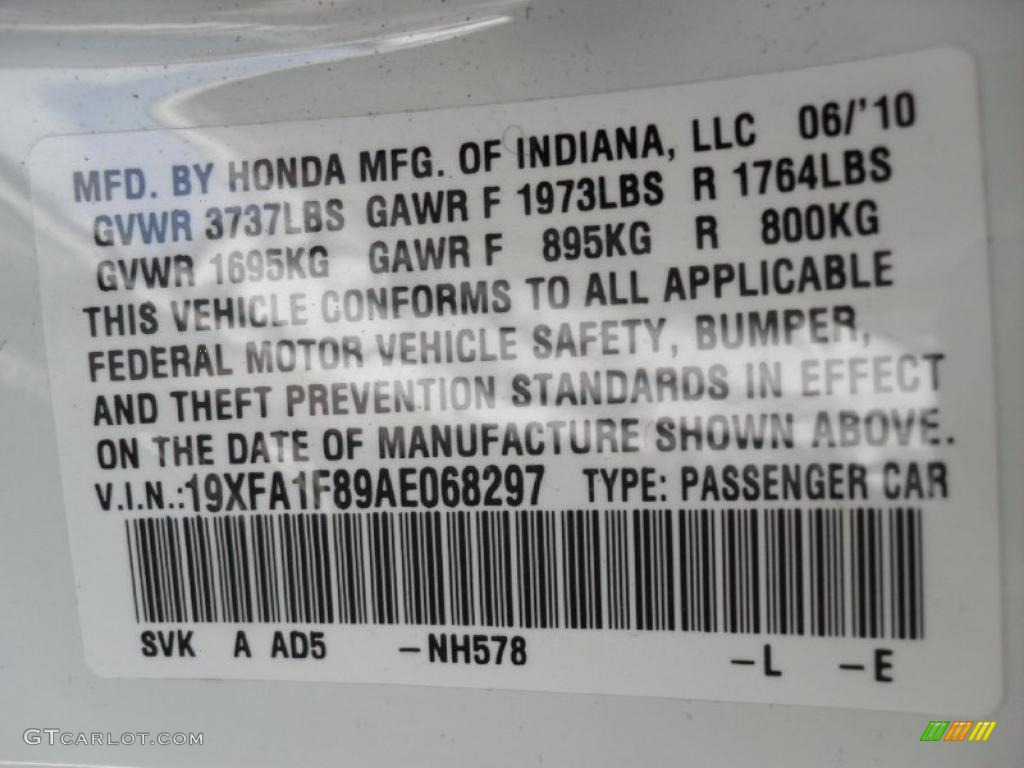 MFD. BY HONDA MFG. OF INDIANA, LLC 06/'10
GVWR 3737LBS GAWR F 1973LBS R 1764LBS
GVWR 1695KG GAWR F 895KG R 800KG
THIS VEHICLE CONFORMS TO ALL APPLICABLE
FEDERAL MOTOR VEHICLE SAFETY, BUMPER,
AND THEFT PREVENTION STANDARDS IN EFFECT
ON THE DATE OF MANUFACTURE SHOWN ABOVE.
V.I.N.:19XFA1F89AE068297 TYPE: PASSENGER CAR
SVK A AD5 -NH578 -L -E
GTCARLOT.COM